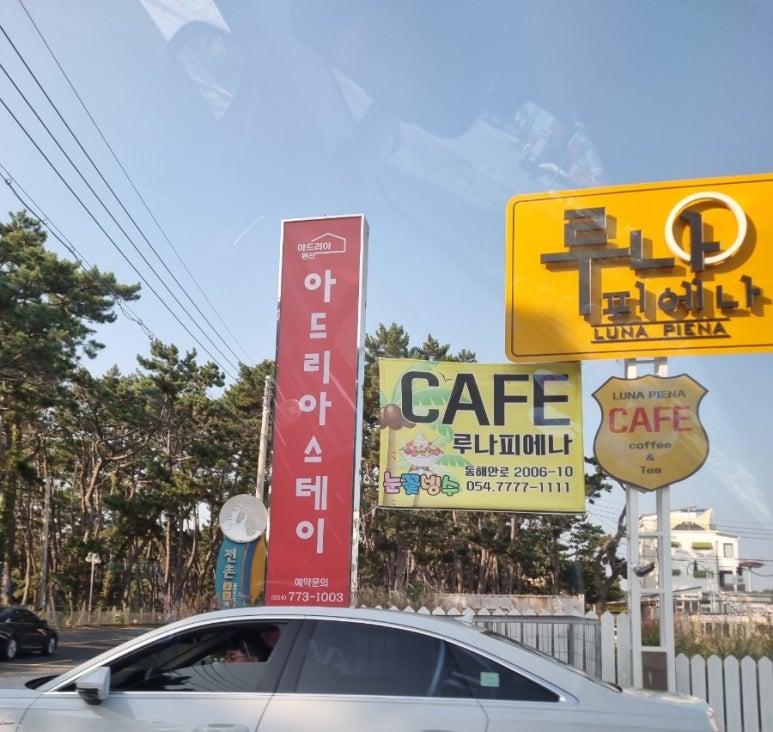 아드리아
펜션
아드리아스테이
예약문의
(054) 773-1003
루나
피에나
LUNA PIENA
CAFE
루나피에나
동해안로 2006-10
눈꽃빙수
054.7777-1111
LUNA PIENA
CAFE
coffee
&
Tea
전촌